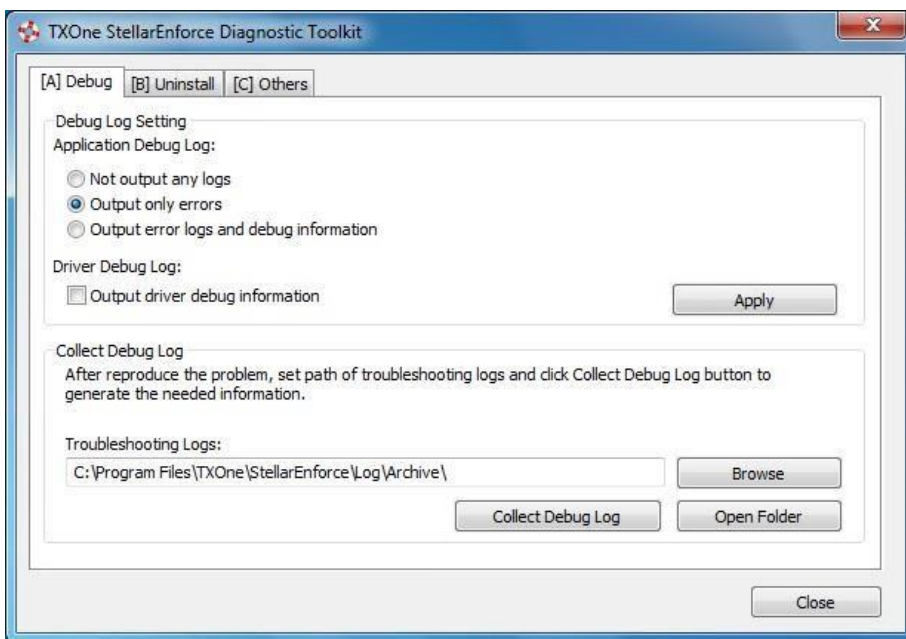 TXOne StellarEnforce Diagnostic Toolkit
[A] Debug [B] Uninstall [C] Others
Debug Log Setting
Application Debug Log:
Not output any logs
Output only errors
Output error logs and debug information
Driver Debug Log:
Output driver debug information
Apply
Collect Debug Log
After reproduce the problem, set path of troubleshooting logs and click Collect Debug Log button to
generate the needed information.
Troubleshooting Logs:
C:\Program Files\TXOne\StellarEnforce\Log\Archive\
Browse
Collect Debug Log
Open Folder
Close